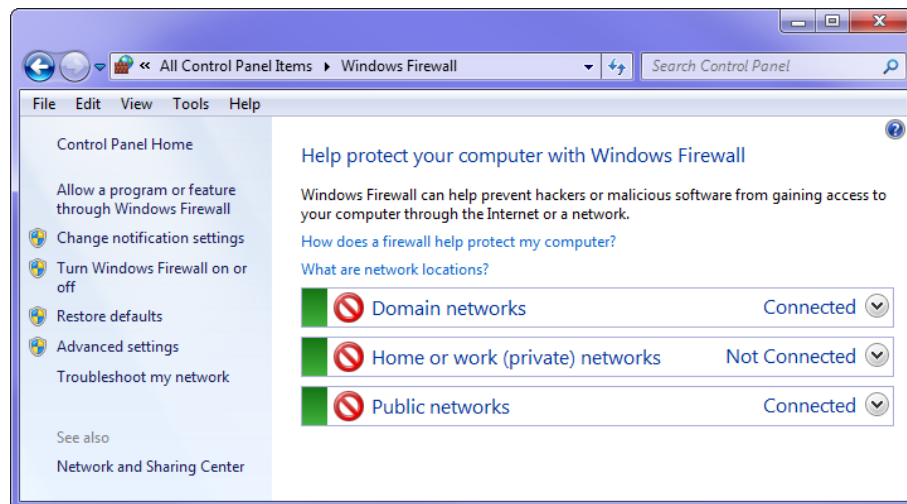 « All Control Panel Items ▸ Windows Firewall
Search Control Panel
File Edit View Tools Help
Control Panel Home
Allow a program or feature
through Windows Firewall
Change notification settings
Turn Windows Firewall on or
off
Restore defaults
Advanced settings
Troubleshoot my network
See also
Network and Sharing Center
Help protect your computer with Windows Firewall
Windows Firewall can help prevent hackers or malicious software from gaining access to
your computer through the Internet or a network.
How does a firewall help protect my computer?
What are network locations?
Domain networks Connected
Home or work (private) networks Not Connected
Public networks Connected